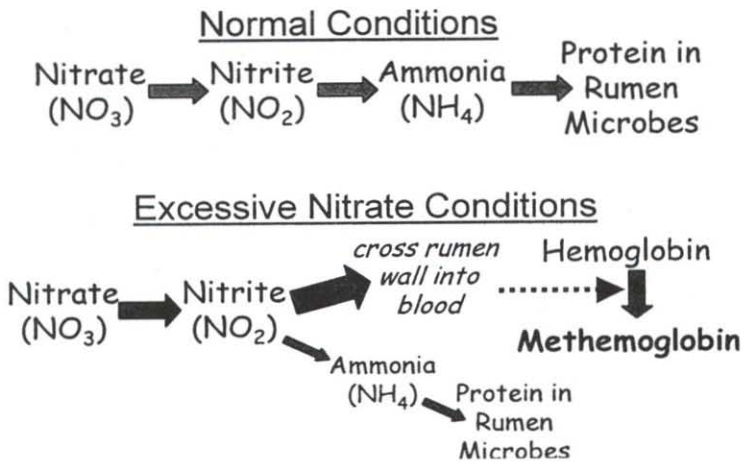 Normal Conditions
Nitrate
(NO₃)
Nitrite
(NO₂)
Ammonia
(NH₄)
Protein in
Rumen
Microbes
Excessive Nitrate Conditions
Nitrate
(NO₃)
Nitrite
(NO₂)
cross rumen
wall into
blood
Hemoglobin
Methemoglobin
Ammonia
(NH₄)
Protein in
Rumen
Microbes